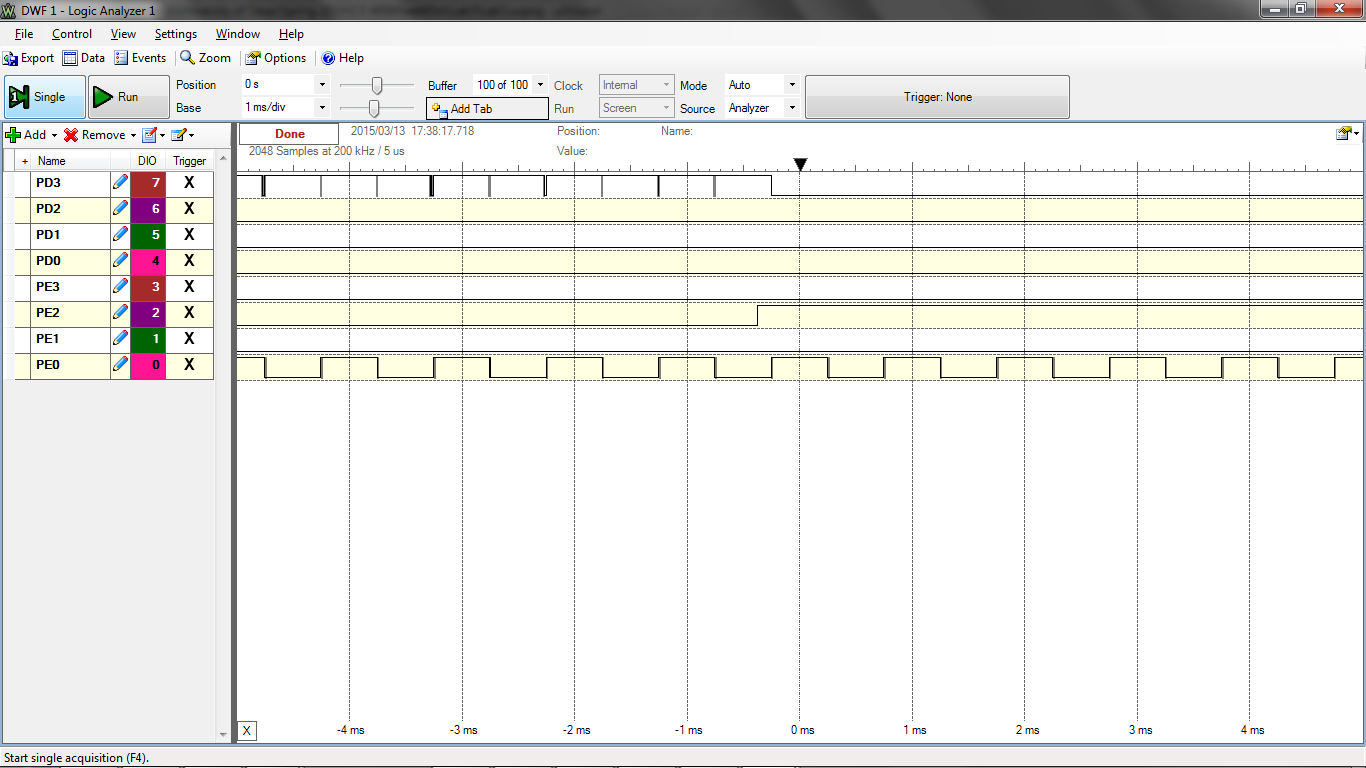 DWF 1 - Logic Analyzer 1
File Control View Settings Window Help
Export Data Events Zoom Options Help
Single Run Position 0 s Buffer 100 of 100 Clock Internal Mode Auto Trigger: None
Base 1 ms/div Add Tab Run Screen Source Analyzer
Add Remove Done 2015/03/13 17:38:17.718 Position: Name:
2048 Samples at 200 kHz / 5 us Value:
+ Name DIO Trigger
PD3 7 X
PD2 6 X
PD1 5 X
PD0 4 X
PE3 3 X
PE2 2 X
PE1 1 X
PE0 0 X
X -4 ms -3 ms -2 ms -1 ms 0 ms 1 ms 2 ms 3 ms 4 ms
Start single acquisition (F4).